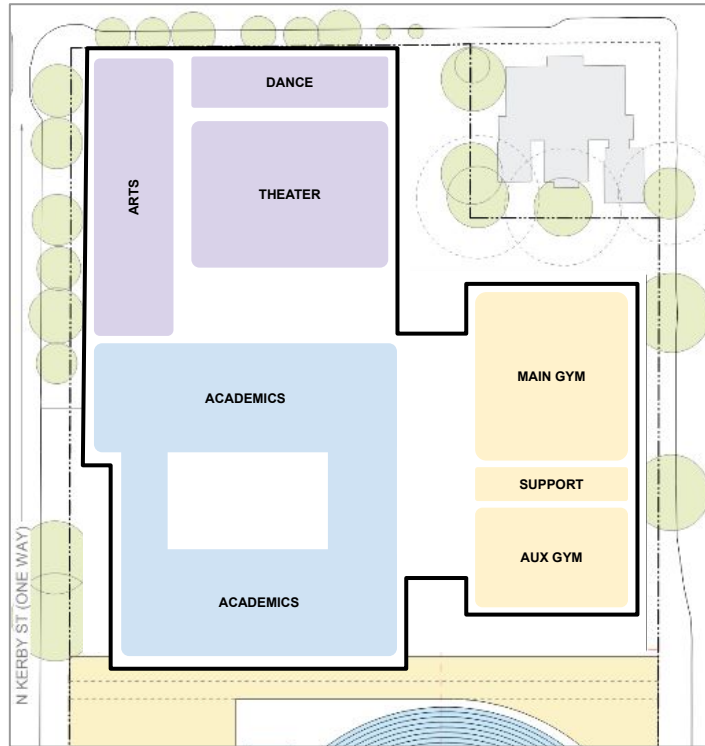 DANCE
ARTS
THEATER
ACADEMICS
MAIN GYM
SUPPORT
AUX GYM
ACADEMICS
N KERBY ST (ONE WAY)